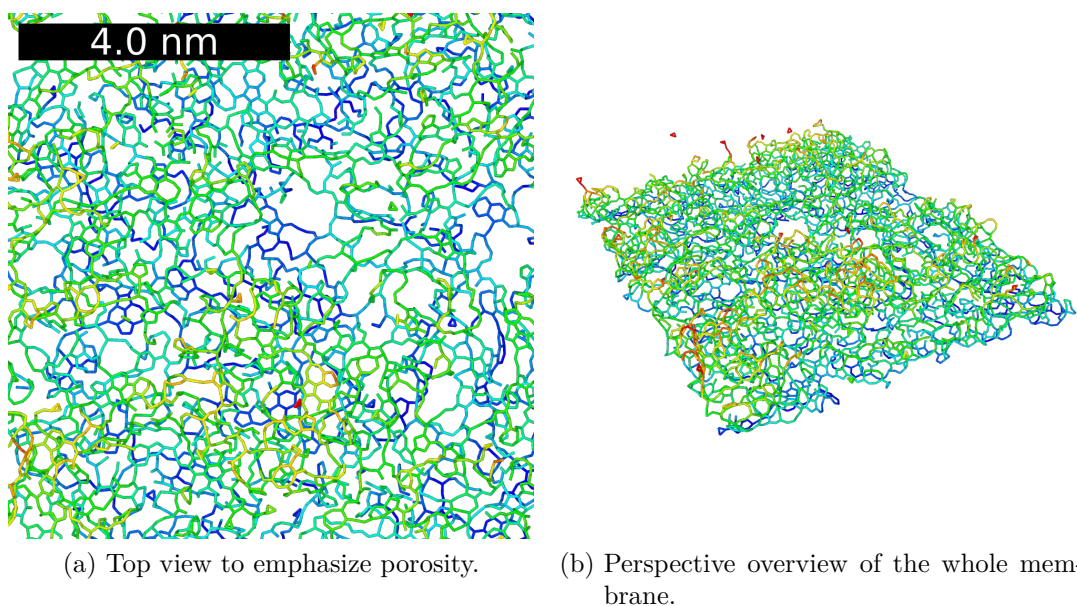 4.0 nm
(a) Top view to emphasize porosity.
(b) Perspective overview of the whole mem-
brane.